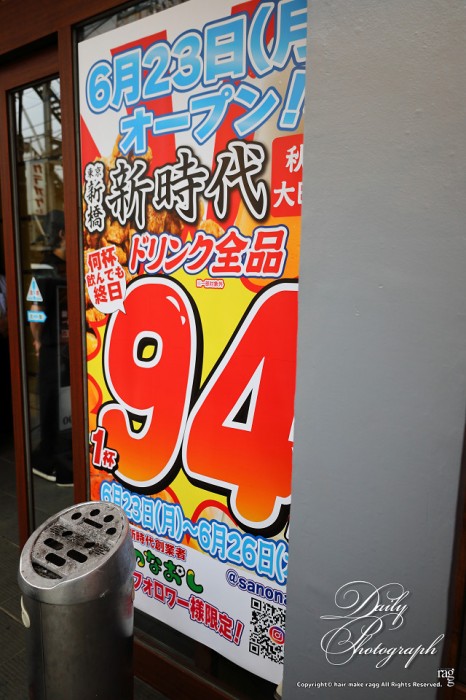 6月23日(月
オープン!
東京
新橋
新時代
秋
大
ドリンク全品
何杯
飲んでも
終日
94
1杯
6月23日(月)~6月26日(
新時代創業者
のなおし
@sanona
フォロワー様限定!
Daily
Photograph
ragg
Copyright© hair make ragg All Rights Reserved.